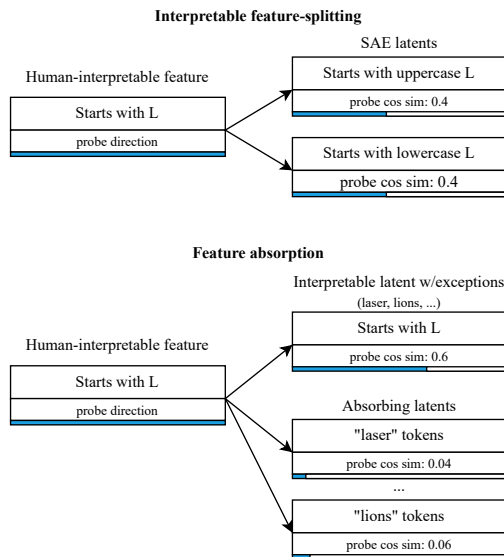 Interpretable feature-splitting
SAE latents
Human-interpretable feature
Starts with L
probe direction
Starts with uppercase L
probe cos sim: 0.4
Starts with lowercase L
probe cos sim: 0.4
Feature absorption
Interpretable latent w/exceptions
(laser, lions, ...)
Human-interpretable feature
Starts with L
probe direction
Starts with L
probe cos sim: 0.6
Absorbing latents
"laser" tokens
probe cos sim: 0.04
...
"lions" tokens
probe cos sim: 0.06